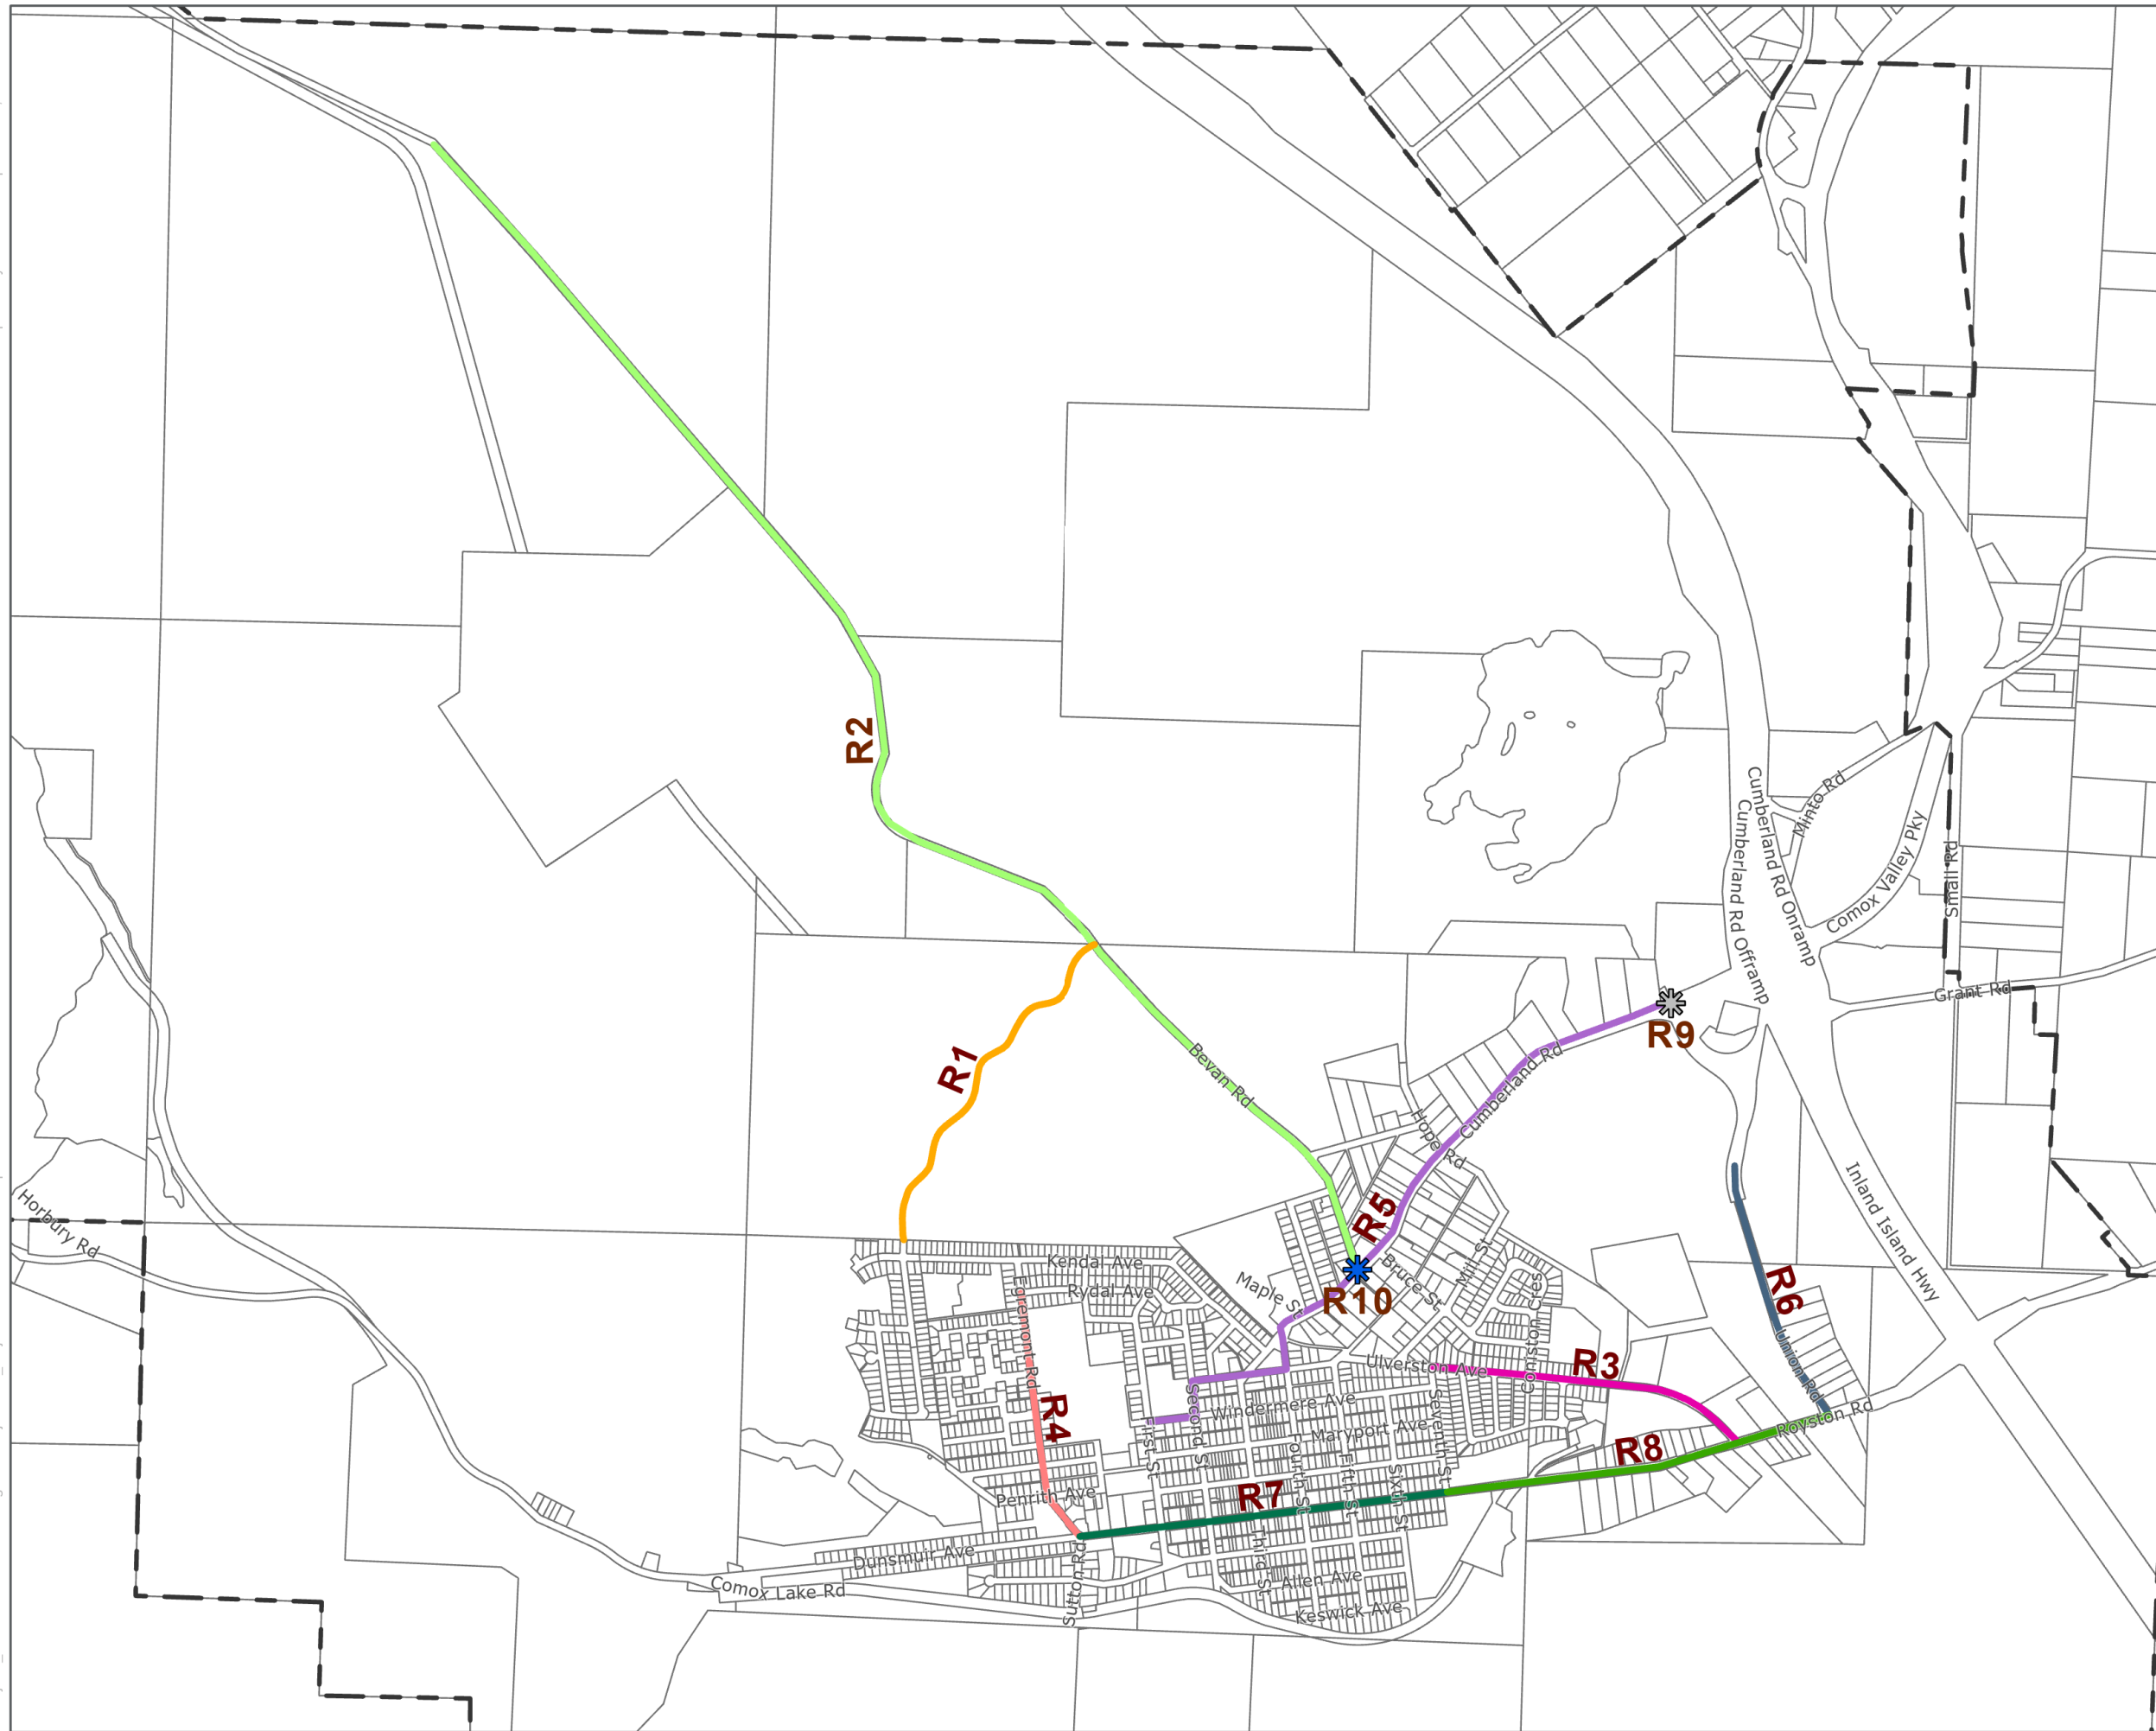 R2
Minto Rd
Cumberland Rd Onramp
Cumberland Rd Offramp
Comox Valley Pky
Small Rd
Grant Rd
R9
R1
Bevan Rd
Cumberland Rd
Hope Rd
R5
Horbury Rd
Inland Island Hwy
Kendal Ave
Rydal Ave
Egremont Rd
Maple St
R10
Bruce St
Mill St
Coniston Cres
R6
Union Rd
Ulverston Ave
R3
R4
Second St
Windermere Ave
First St
Maryport Ave
Seventh St
Royston Rd
R8
Fourth St
Fifth St
Sixth St
Penrith Ave
R7
Dunsmuir Ave
Comox Lake Rd
Sutton Rd
Third St
Allen Ave
Keswick Ave